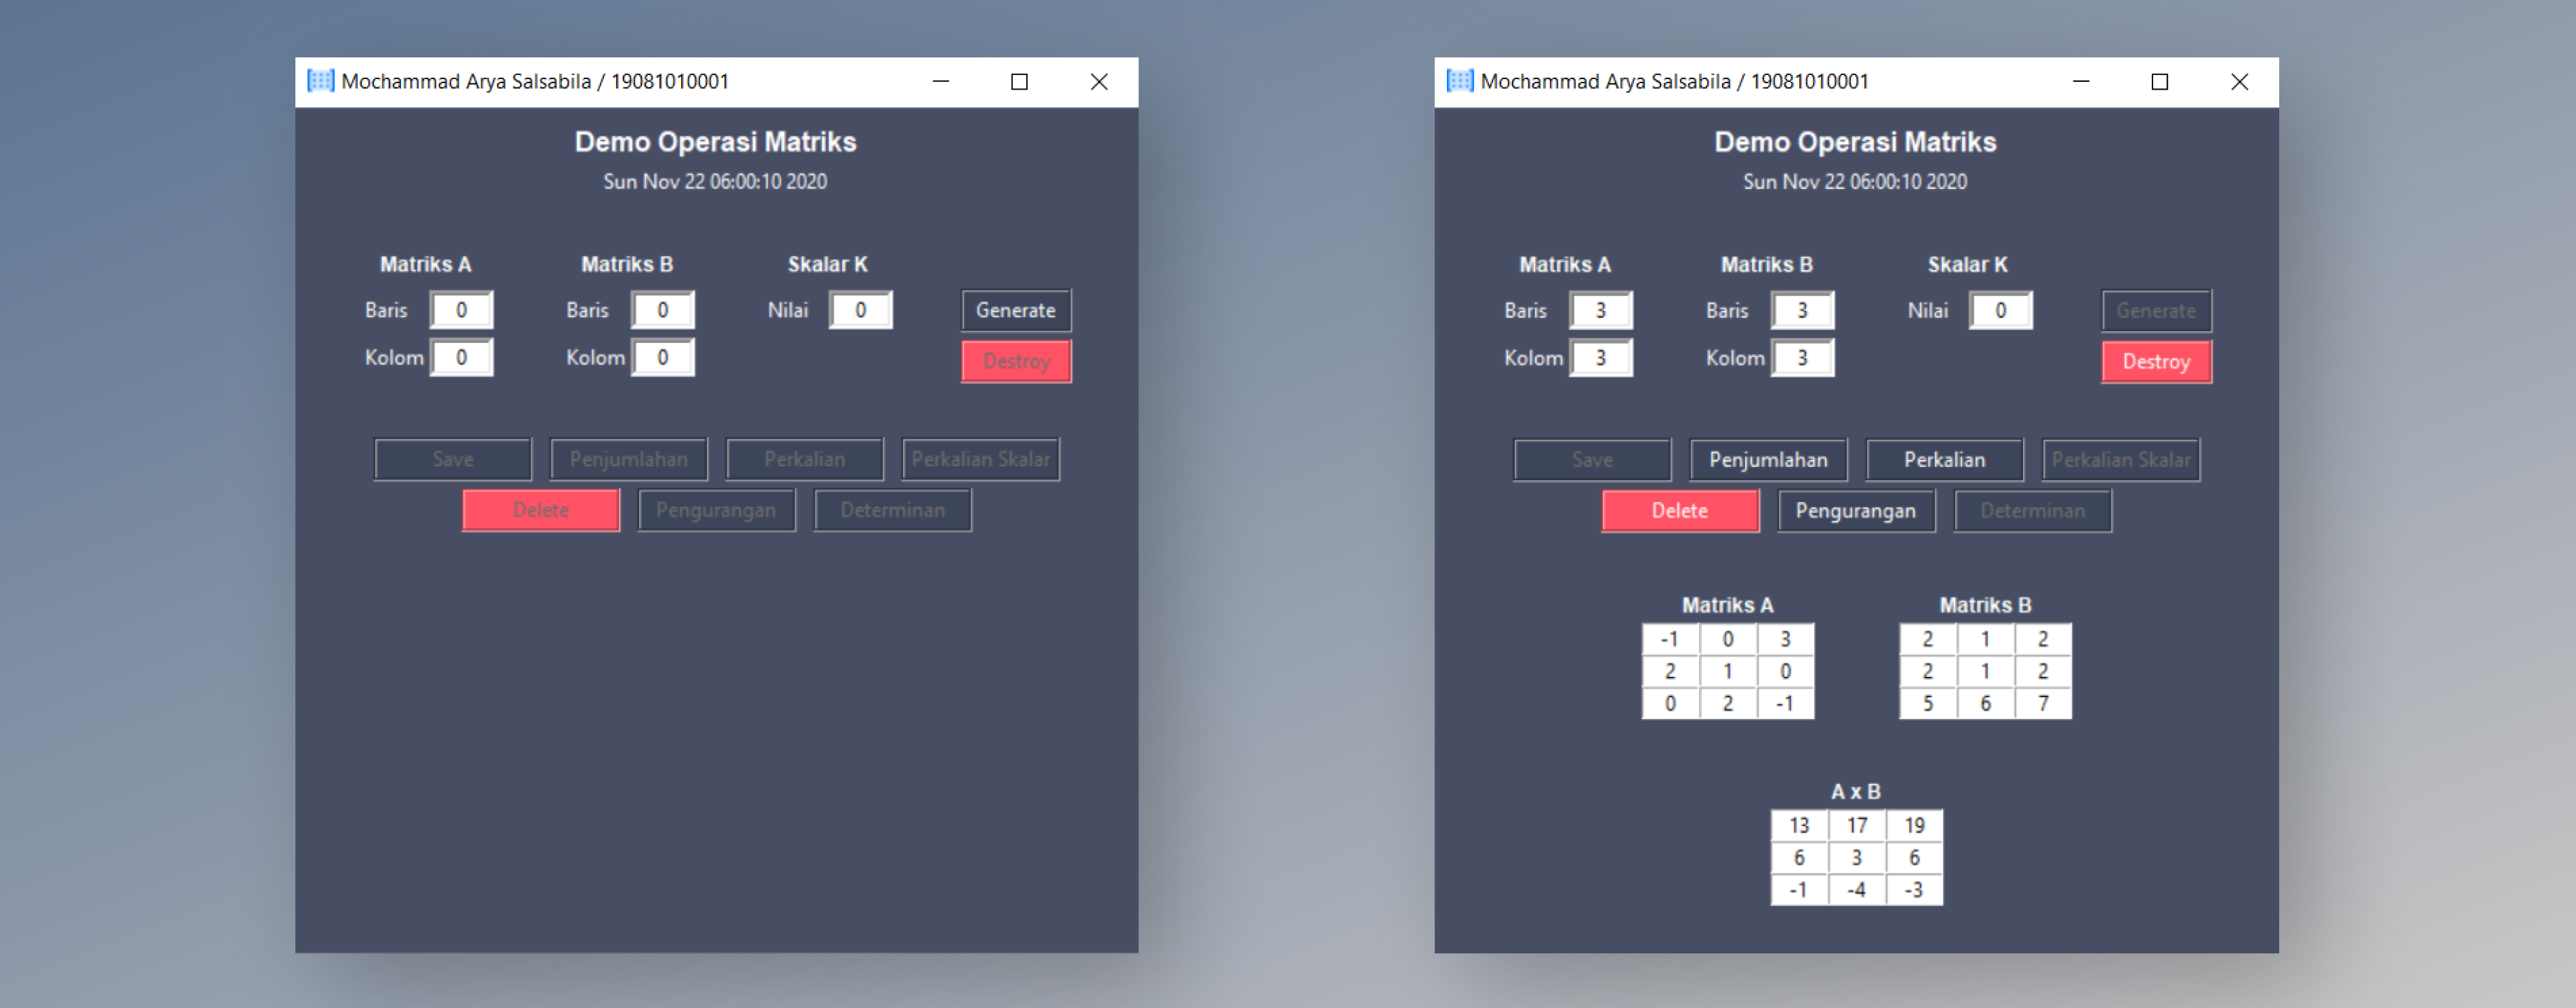 Mochammad Arya Salsabila / 19081010001
Demo Operasi Matriks
Sun Nov 22 06:00:10 2020
Matriks A Matriks B Skalar K
Baris 0 Baris 0 Nilai 0 Generate
Kolom 0 Kolom 0 Destroy
Save Penjumlahan Perkalian Perkalian Skalar
Delete Pengurangan Determinan
Mochammad Arya Salsabila / 19081010001
Demo Operasi Matriks
Sun Nov 22 06:00:10 2020
Matriks A Matriks B Skalar K
Baris 3 Baris 3 Nilai 0 Generate
Kolom 3 Kolom 3 Destroy
Save Penjumlahan Perkalian Perkalian Skalar
Delete Pengurangan Determinan
Matriks A Matriks B
-1 0 3 2 1 2
2 1 0 2 1 2
0 2 -1 5 6 7
A x B
13 17 19
6 3 6
-1 -4 -3